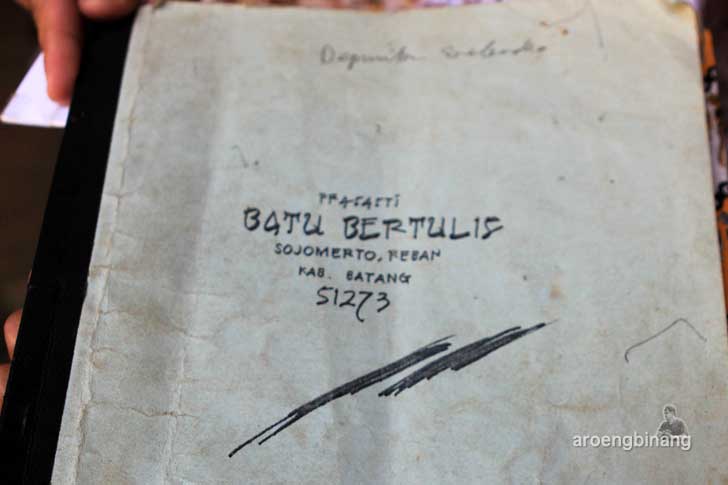 PRASASTI
BATU BERTULIS
SOJOMERTO, REBAN
KAB. BATANG
51273
aroengbinang